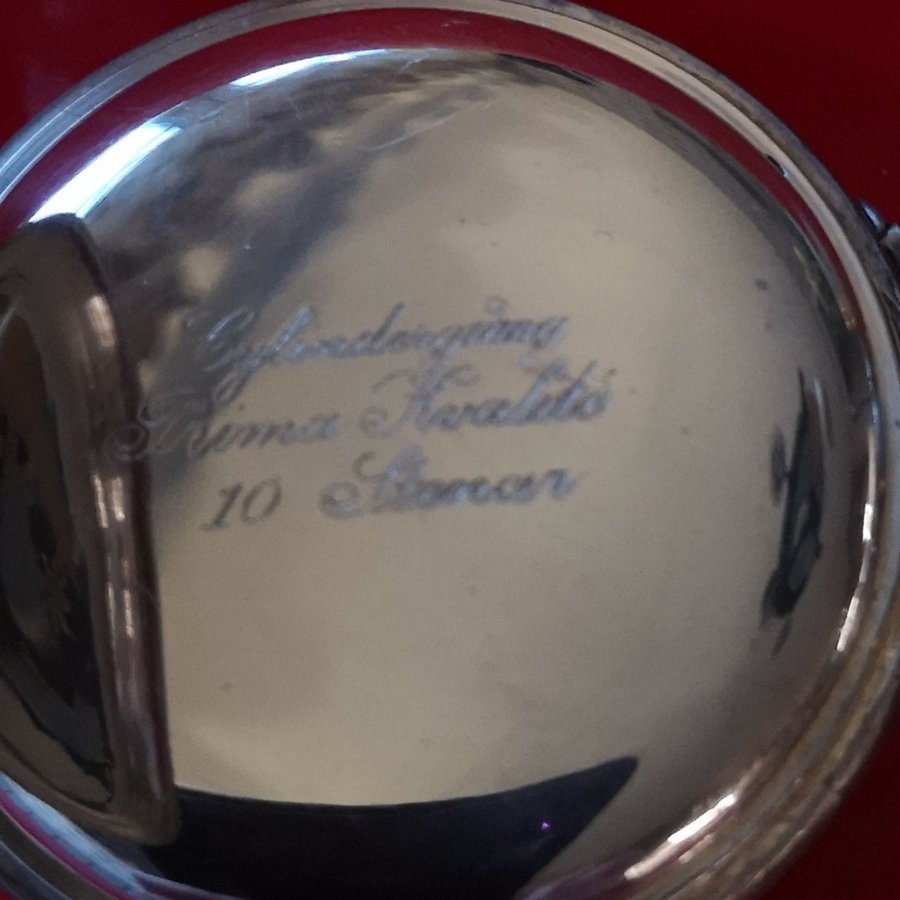 Cylindergång
Prima Kvalité
10 Stenar